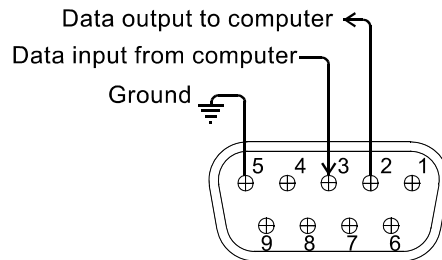 Data output to computer
Data input from computer
Ground
5 4 3 2 1
9 8 7 6